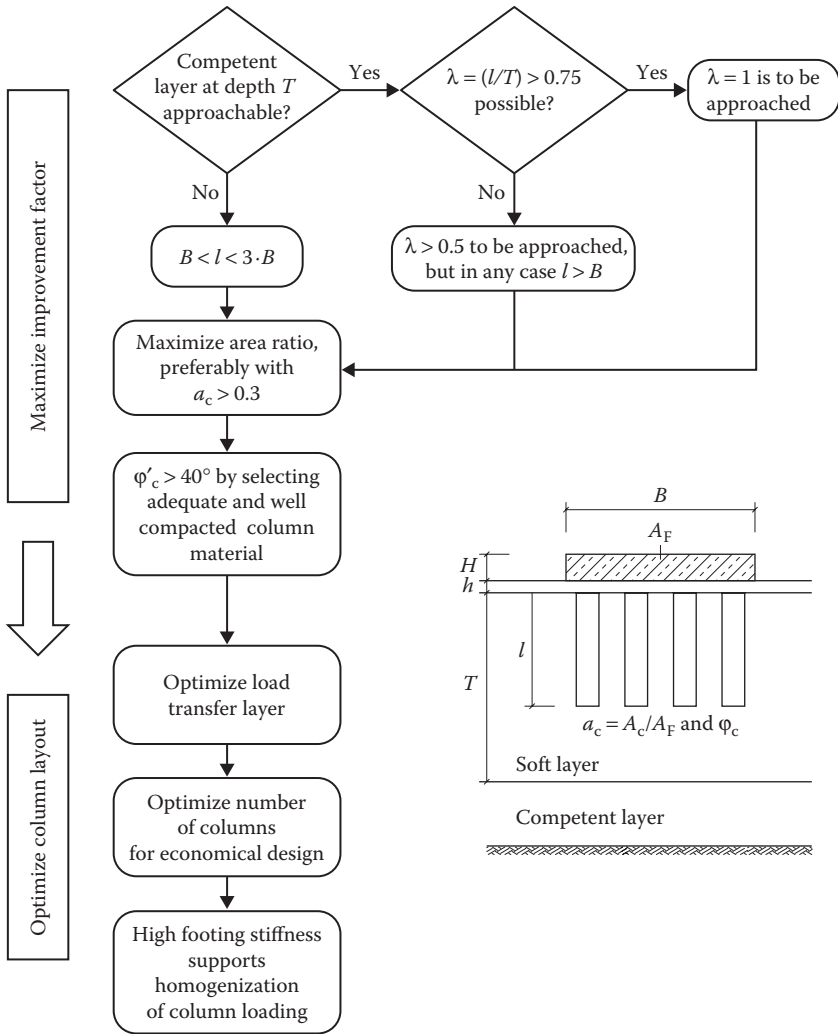 Competent
layer at depth T
approachable?
Yes
λ = (l/T) > 0.75
possible?
Yes
λ = 1 is to be
approached
No
No
B < l < 3·B
λ > 0.5 to be approached,
but in any case l > B
Maximize area ratio,
preferably with
a_c > 0.3
φ′_c > 40° by selecting
adequate and well
compacted column
material
Maximize improvement factor
Optimize load
transfer layer
Optimize number
of columns
for economical design
High footing stiffness
supports
homogenization
of column loading
Optimize column layout
B
A_F
H
h
l
T
a_c = A_c/A_F and φ_c
Soft layer
Competent layer